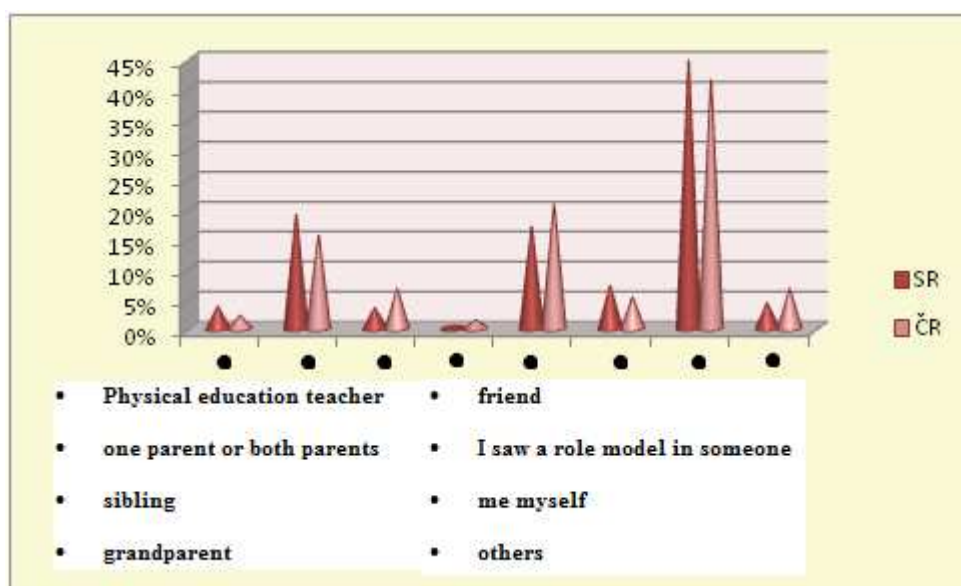 45%
40%
35%
30%
25%
20%
15%
10%
5%
0%
SR
ČR
• Physical education teacher
• one parent or both parents
• sibling
• grandparent
• friend
• I saw a role model in someone
• me myself
• others